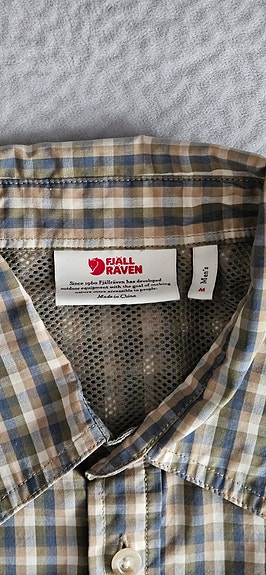 FJÄLL
RÄVEN
Since 1960 Fjällräven has developed
outdoor equipment with the goal of making
nature more accessible to people.
Made in China
Men's
M